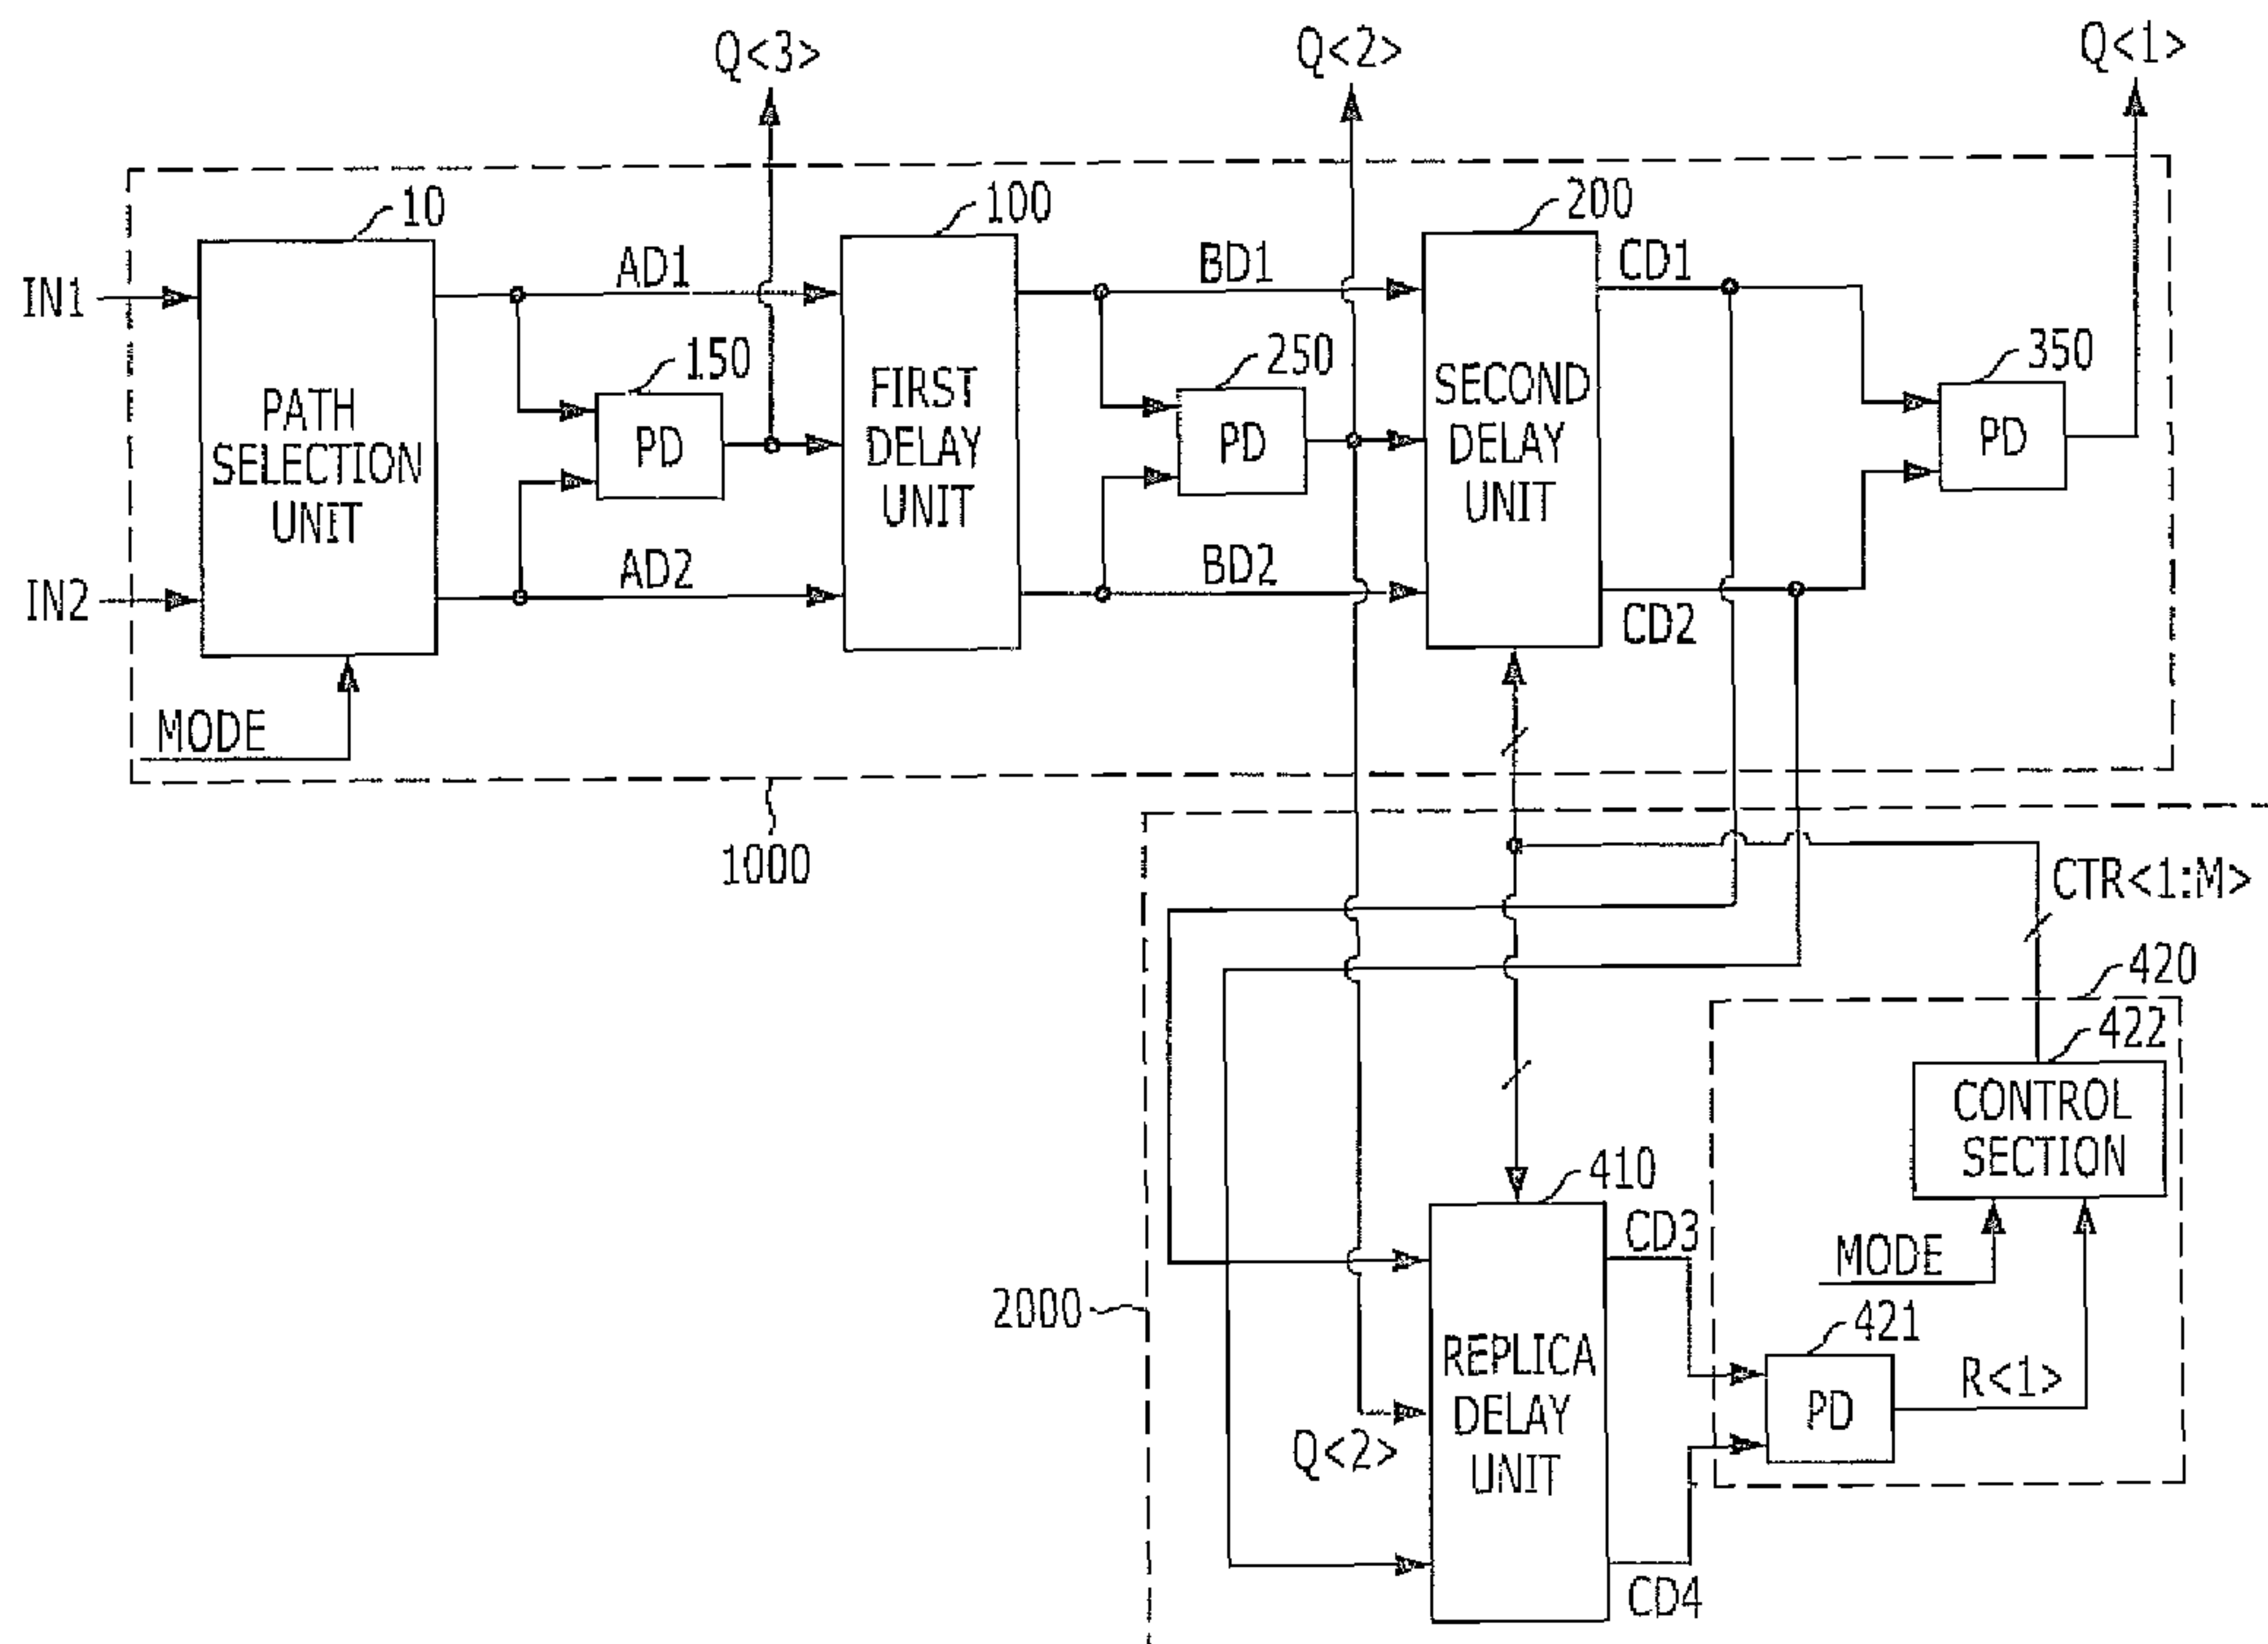 Q<3>
Q<2>
Q<1>
10
100
200
IN1
AD1
BD1
CD1
150
250
350
PATH
SELECTION
UNIT
PD
FIRST
DELAY
UNIT
PD
SECOND
DELAY
UNIT
PD
IN2
AD2
BD2
CD2
MODE
1000
CTR<1:M>
420
422
CONTROL
SECTION
410
CD3
MODE
2000
421
REPLICA
DELAY
UNIT
PD
R<1>
Q<2>
CD4